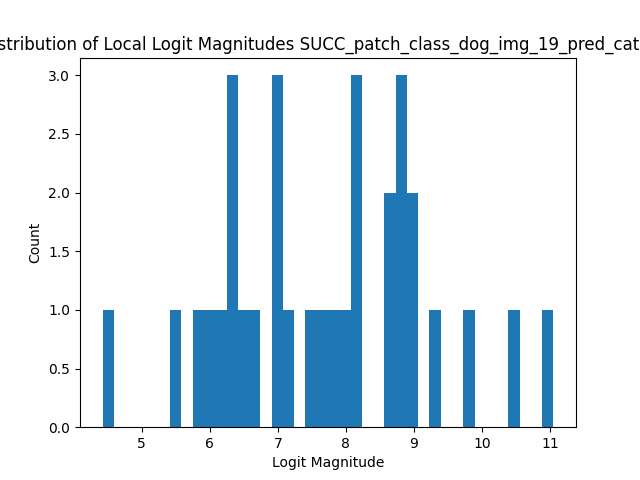 stribution of Local Logit Magnitudes SUCC_patch_class_dog_img_19_pred_cat
3.0
2.5
2.0
1.5
1.0
0.5
0.0
Count
5 6 7 8 9 10 11
Logit Magnitude